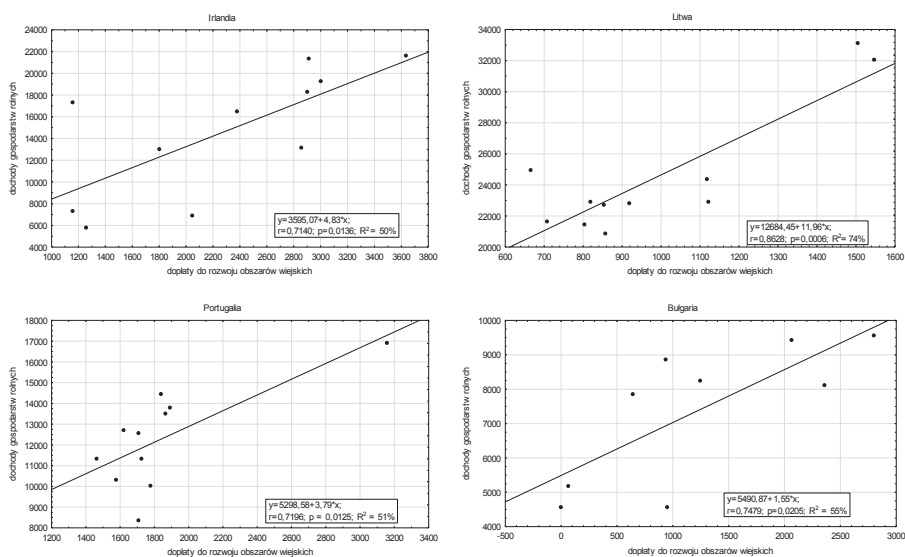 Irlandia
24000
22000
20000
18000
16000
14000
12000
10000
8000
6000
4000
dochody gospodarstw rolnych
y=3595,07+4,83*x;
r=0,7140; p=0,0136; R² = 50%
1000 1200 1400 1600 1800 2000 2200 2400 2600 2800 3000 3200 3400 3600 3800
dopłaty do rozwoju obszarów wiejskich
Litwa
34000
32000
30000
28000
26000
24000
22000
20000
dochody gospodarstw rolnych
y=12684,45+11,96*x;
r=0,8628; p=0,0006; R²= 74%
600 700 800 900 1000 1100 1200 1300 1400 1500 1600
dopłaty do rozwoju obszarów wiejskich
Portugalia
18000
17000
16000
15000
14000
13000
12000
11000
10000
9000
8000
dochody gospodarstw rolnych
y=5298,58+3,79*x;
r=0,7196; p = 0,0125; R² = 51%
1200 1400 1600 1800 2000 2200 2400 2600 2800 3000 3200 3400
dopłaty do rozwoju obszarów wiejskich
Bułgaria
10000
9000
8000
7000
6000
5000
4000
dochody gospodarstw rolnych
y=5490,87+1,55*x;
r=0,7479; p=0,0205; R² = 55%
-500 0 500 1000 1500 2000 2500 3000
dopłaty do rozwoju obszarów wiejskich